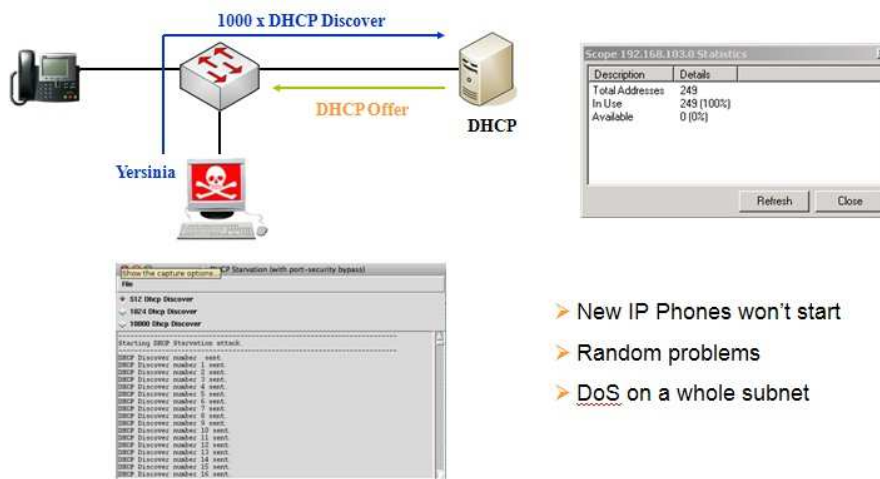 1000 x DHCP Discover
DHCP Offer
DHCP
Yersinia
Scope 192.168.103.0 Statistics
Description Details
Total Addresses 249
In Use 249 (100%)
Available 0 (0%)
Refresh Close
Show the capture options...
DHCP Starvation (with port-security bypass)
File
512 Dhcp Discover
1024 Dhcp Discover
10000 Dhcp Discover
Starting DHCP Starvation attack.
DHCP Discover number sent.
DHCP Discover number 1 sent.
DHCP Discover number 2 sent.
DHCP Discover number 3 sent.
DHCP Discover number 4 sent.
DHCP Discover number 5 sent.
DHCP Discover number 6 sent.
DHCP Discover number 7 sent.
DHCP Discover number 8 sent.
DHCP Discover number 9 sent.
DHCP Discover number 10 sent.
DHCP Discover number 11 sent.
DHCP Discover number 12 sent.
DHCP Discover number 13 sent.
DHCP Discover number 14 sent.
DHCP Discover number 15 sent.
DHCP Discover number 16 sent.
New IP Phones won't start
Random problems
DoS on a whole subnet